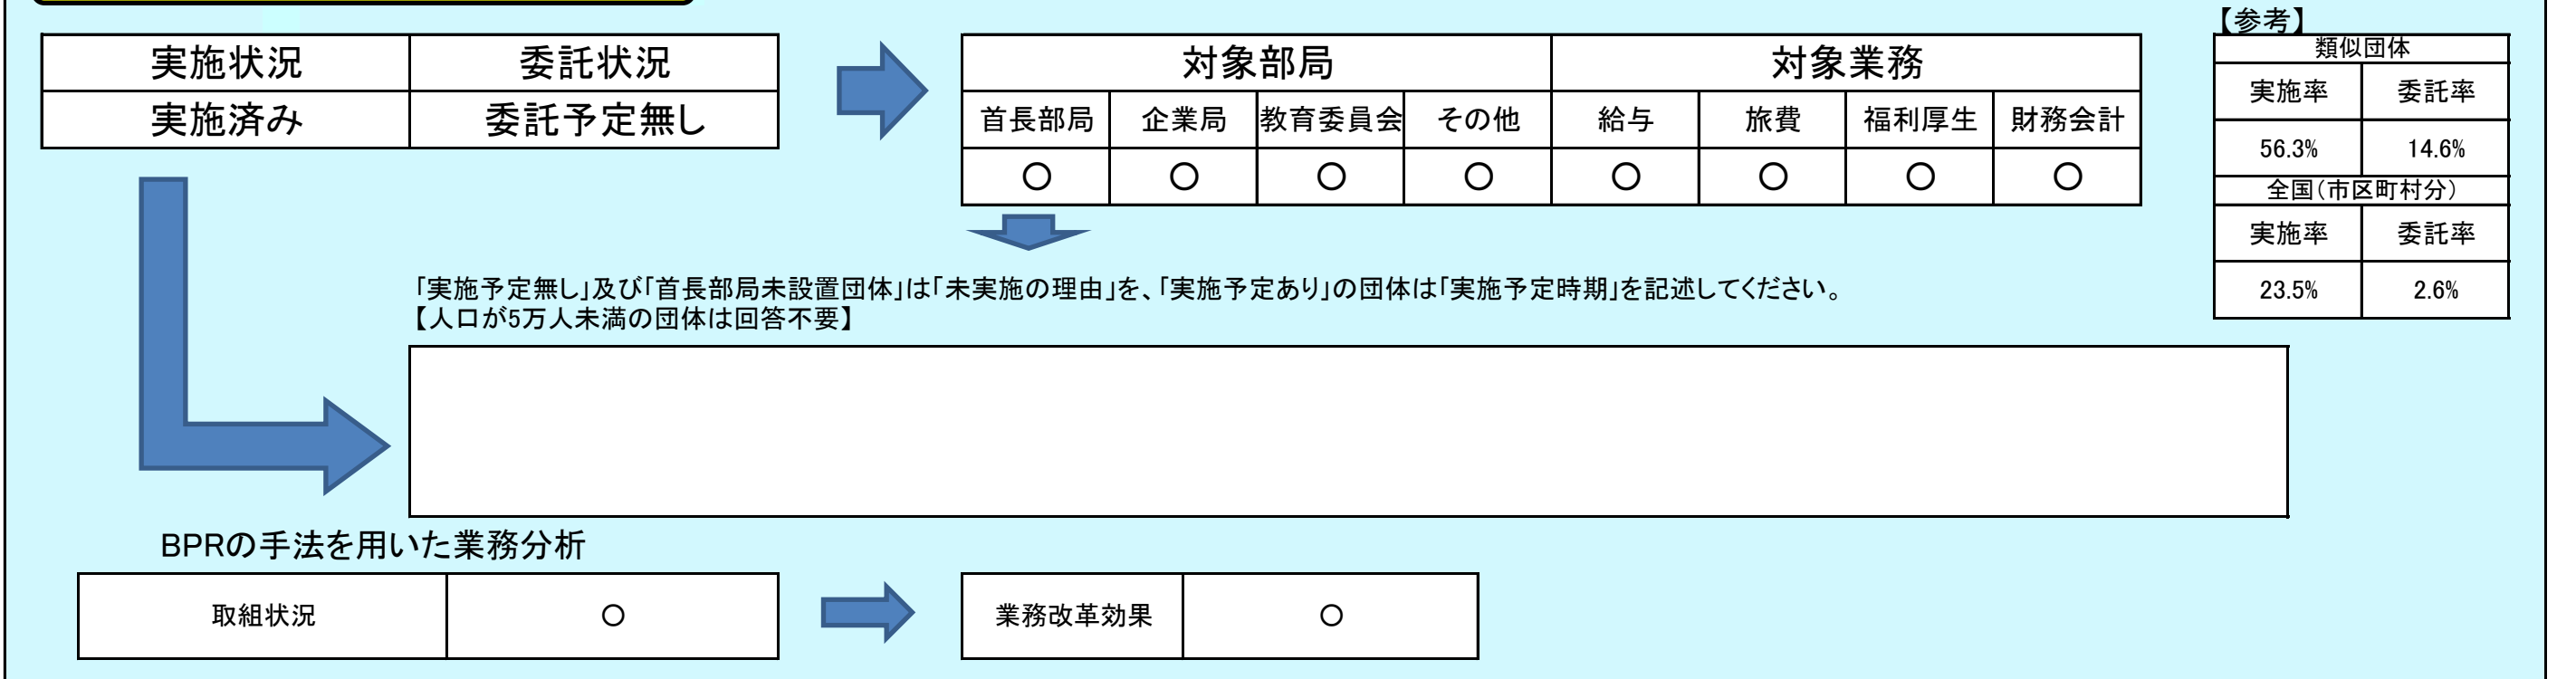 実施状況 委託状況
実施済み 委託予定無し
対象部局 対象業務
首長部局 企業局 教育委員会 その他 給与 旅費 福利厚生 財務会計
○ ○ ○ ○ ○ ○ ○ ○
【参考】
類似団体
実施率 委託率
56.3% 14.6%
全国(市区町村分)
実施率 委託率
23.5% 2.6%
「実施予定無し」及び「首長部局未設置団体」は「未実施の理由」を、「実施予定あり」の団体は「実施予定時期」を記述してください。
【人口が5万人未満の団体は回答不要】
BPRの手法を用いた業務分析
取組状況 ○
業務改革効果 ○